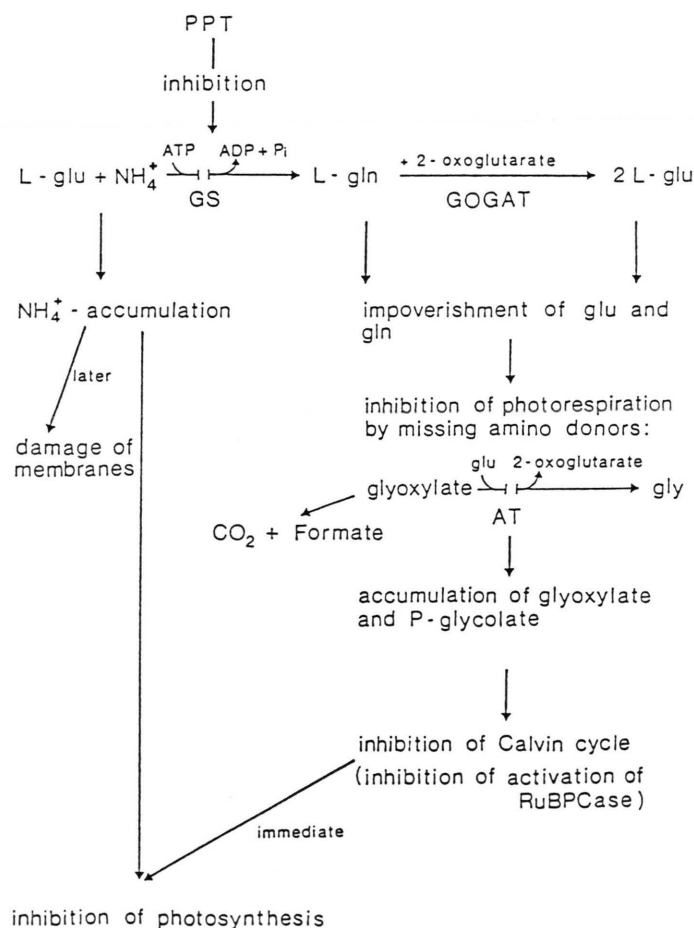 PPT
inhibition
ATP ADP + Pi
L - glu + NH₄⁺ L - gln + 2 - oxoglutarate 2 L - glu
GS GOGAT
NH₄⁺ - accumulation impoverishment of glu and
gln
later
damage of
membranes
inhibition of photorespiration
by missing amino donors:
glu 2-oxoglutarate
glyoxylate gly
AT
CO₂ + Formate
accumulation of glyoxylate
and P - glycolate
inhibition of Calvin cycle
(inhibition of activation of
RuBPCase)
immediate
inhibition of photosynthesis